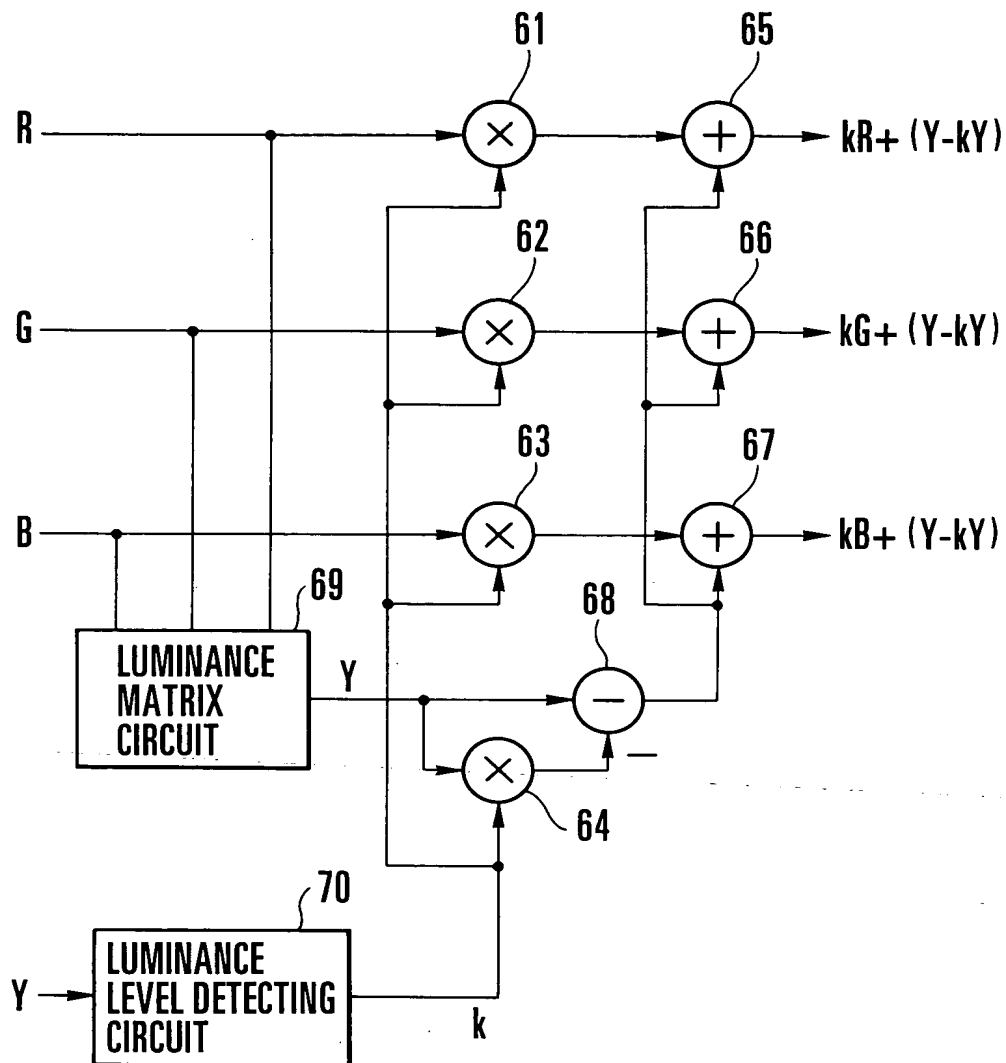 61
65
R
×
+
kR+ (Y-kY)
62
66
G
×
+
kG+ (Y-kY)
63
67
B
×
+
kB+ (Y-kY)
69
68
LUMINANCE
MATRIX
CIRCUIT
Y
−
−
×
64
70
LUMINANCE
LEVEL DETECTING
CIRCUIT
Y
k